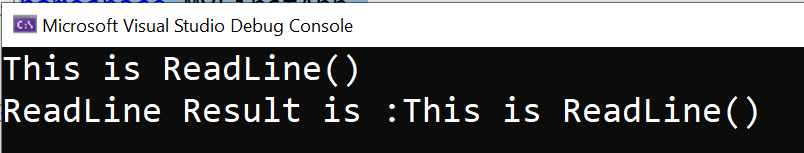 Microsoft Visual Studio Debug Console
This is ReadLine()
ReadLine Result is :This is ReadLine()